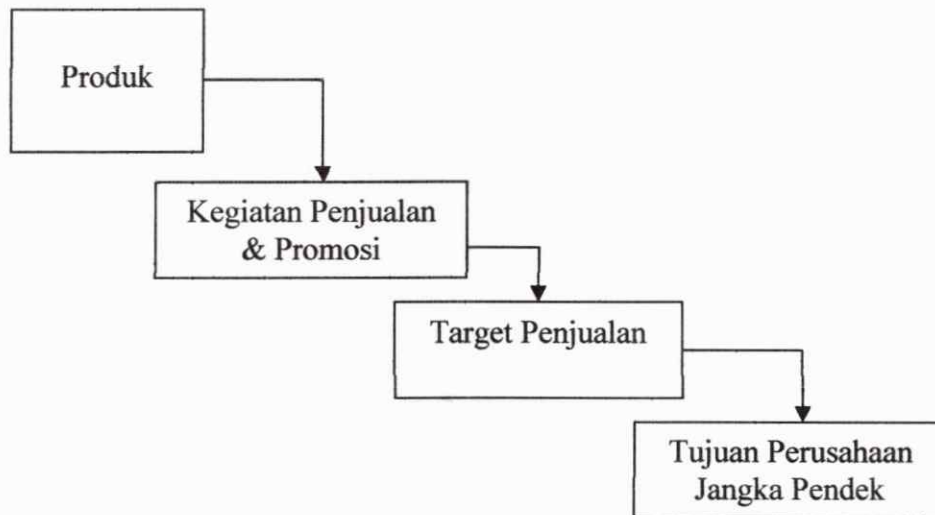 Produk
Kegiatan Penjualan
& Promosi
Target Penjualan
Tujuan Perusahaan
Jangka Pendek